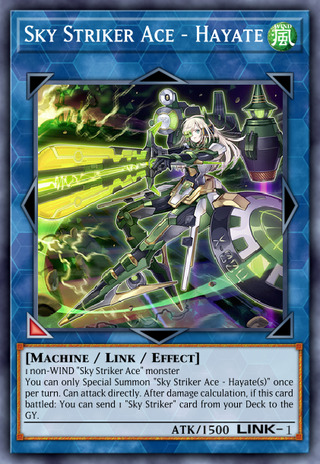 Sky Striker Ace - Hayate
WIND
風
[Machine / Link / Effect]
1 non-WIND "Sky Striker Ace" monster
You can only Special Summon "Sky Striker Ace - Hayate(s)" once
per turn. Can attack directly. After damage calculation, if this card
battled: You can send 1 "Sky Striker" card from your Deck to the
GY.
ATK/1500 LINK-1